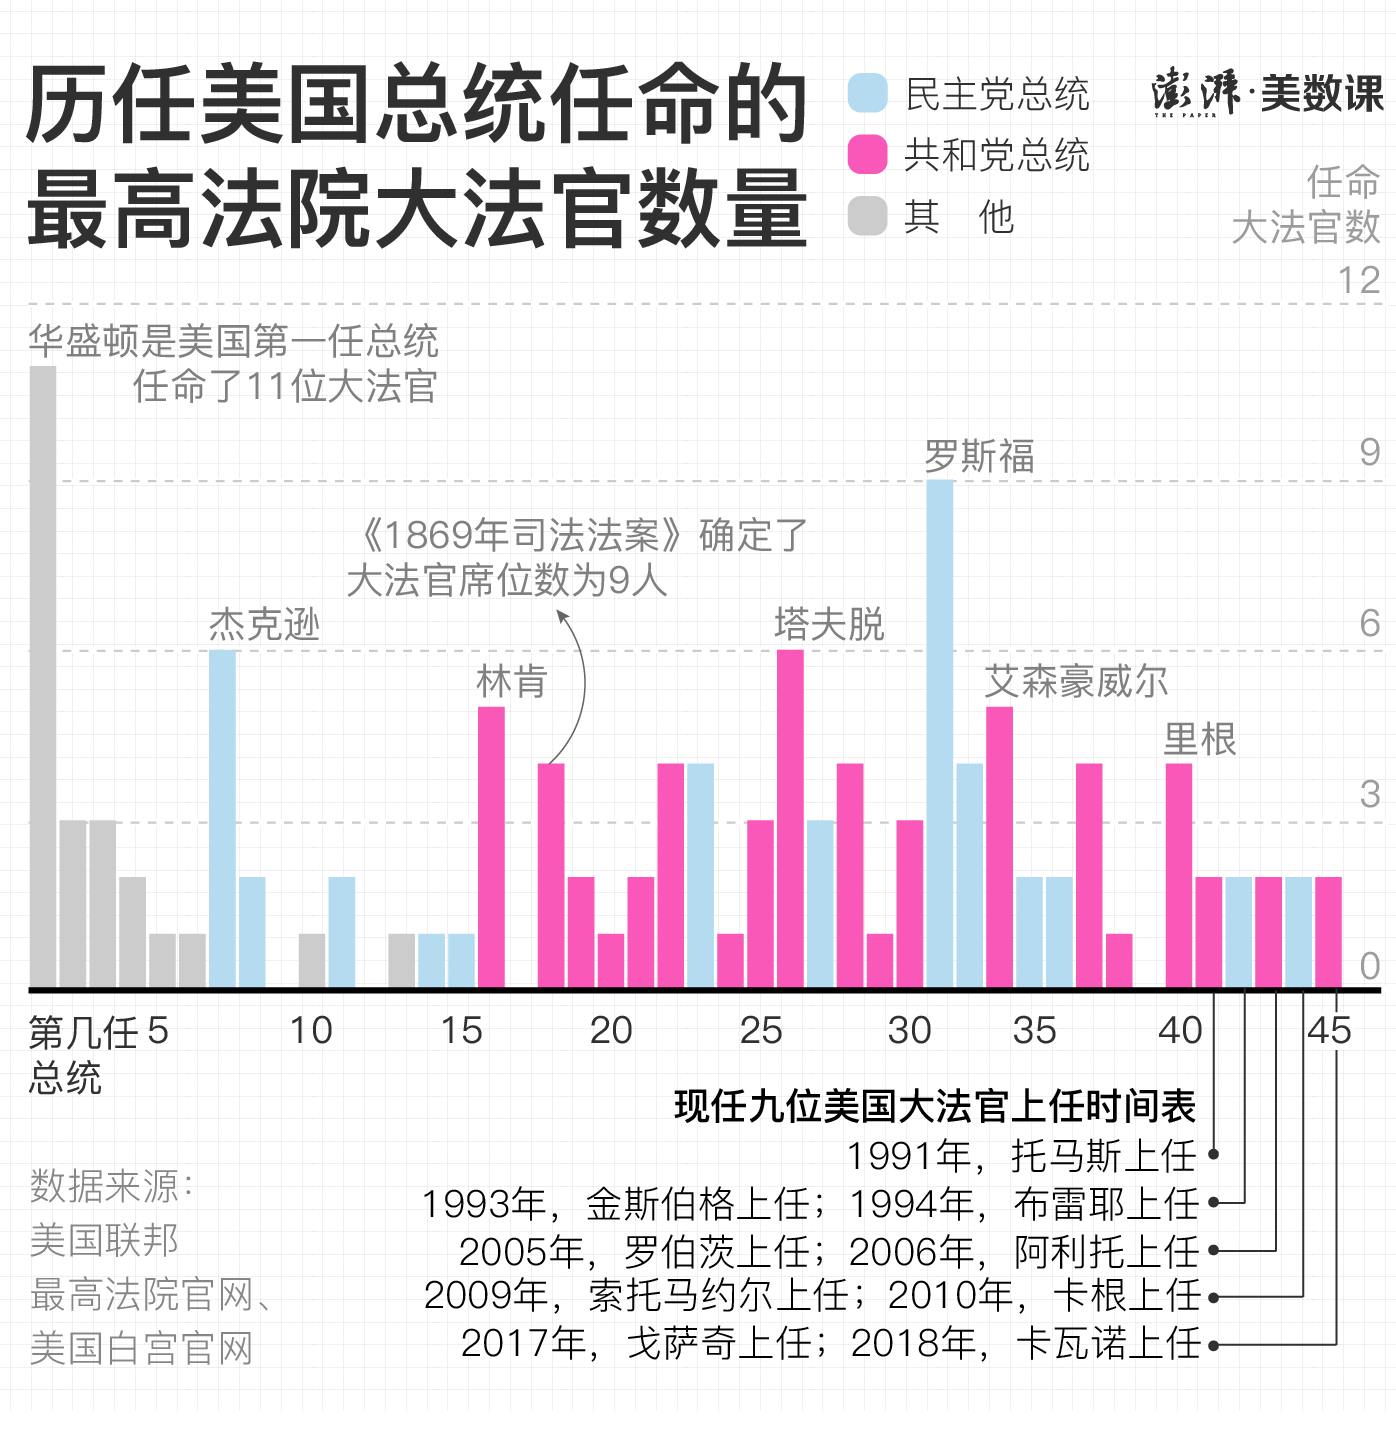 历任美国总统任命的
最高法院大法官数量
民主党总统
共和党总统
其 他
澎湃·美数课
THE PAPER
任命
大法官数
12
9
6
3
0
华盛顿是美国第一任总统
任命了11位大法官
罗斯福
《1869年司法法案》确定了
大法官席位数为9人
杰克逊
塔夫脱
林肯
艾森豪威尔
里根
第几任 5 10 15 20 25 30 35 40 45
总统
现任九位美国大法官上任时间表
1991年，托马斯上任
1993年，金斯伯格上任；1994年，布雷耶上任
2005年，罗伯茨上任；2006年，阿利托上任
2009年，索托马约尔上任；2010年，卡根上任
2017年，戈萨奇上任；2018年，卡瓦诺上任
数据来源：
美国联邦
最高法院官网、
美国白宫官网